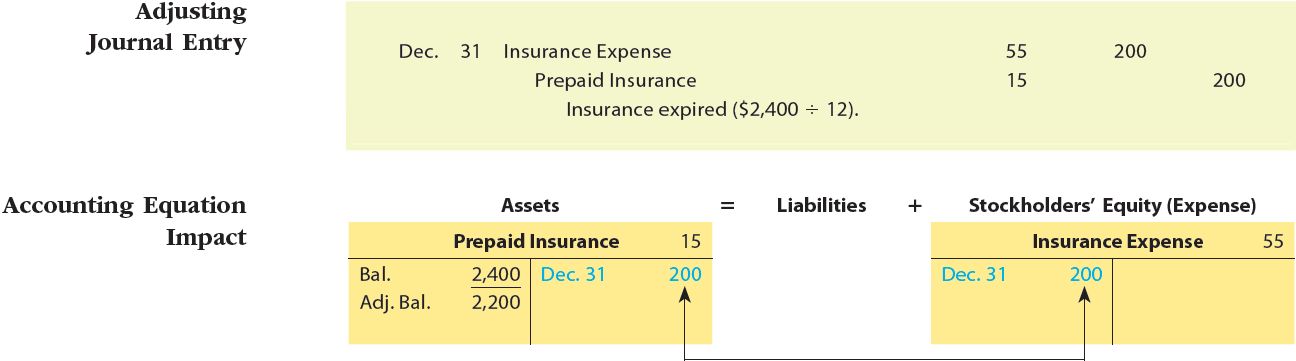 Adjusting
Journal Entry
Dec. 31 Insurance Expense 55 200
Prepaid Insurance 15 200
Insurance expired ($2,400 ÷ 12).
Accounting Equation
Impact
Assets = Liabilities + Stockholders’ Equity (Expense)
Prepaid Insurance 15 Insurance Expense 55
Bal. 2,400 Dec. 31 200 Dec. 31 200
Adj. Bal. 2,200